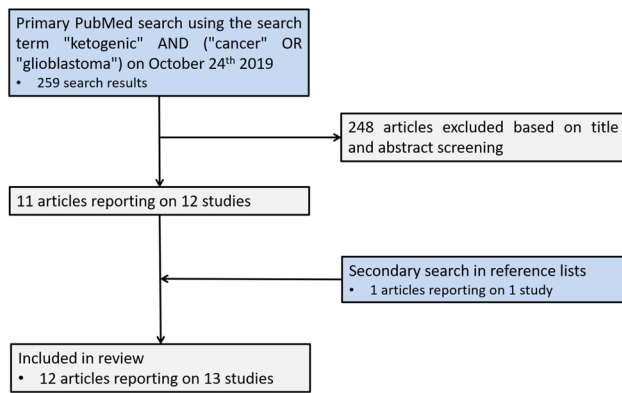 Primary PubMed search using the search
term "ketogenic" AND ("cancer" OR
"glioblastoma") on October 24th 2019
• 259 search results
248 articles excluded based on title
and abstract screening
11 articles reporting on 12 studies
Secondary search in reference lists
• 1 articles reporting on 1 study
Included in review
• 12 articles reporting on 13 studies